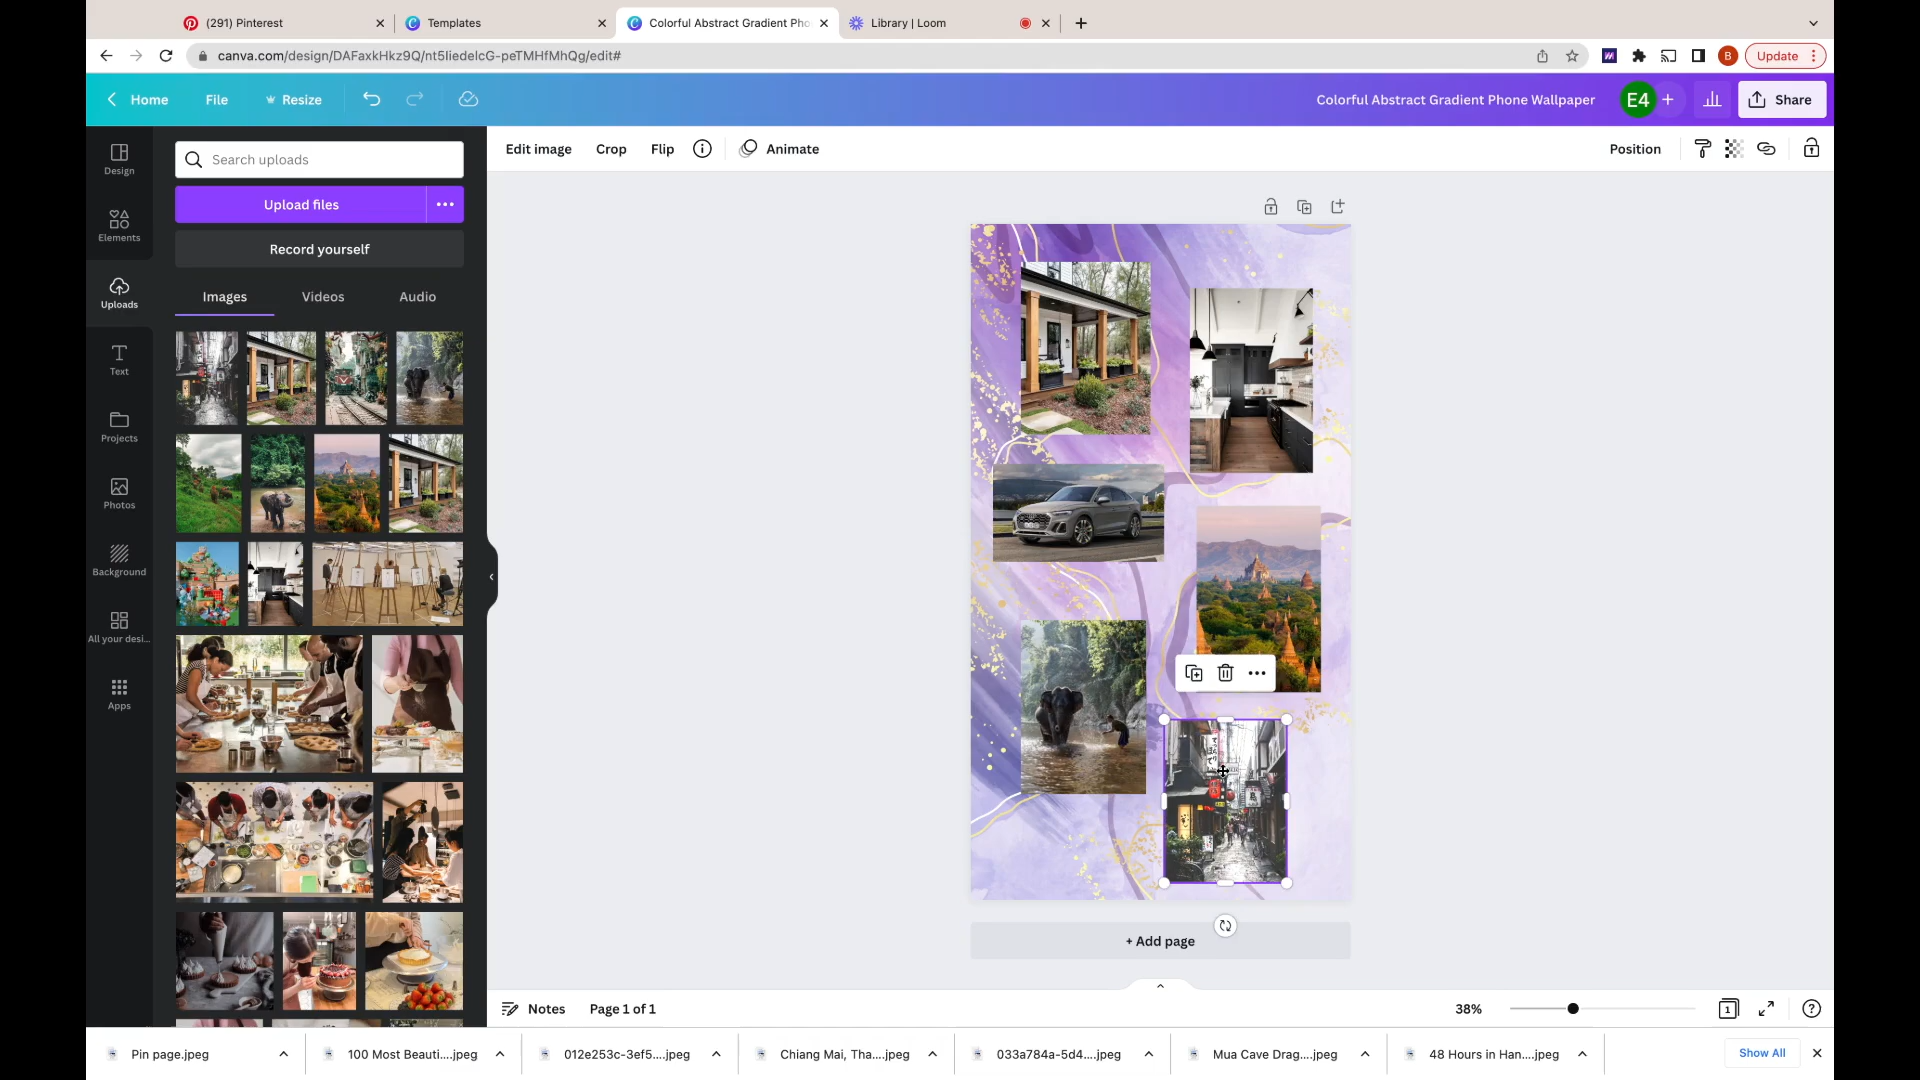 (291) Pinterest
Templates
Colorful Abstract Gradient Pho
Library | Loom
canva.com/design/DAFaxkHkz9Q/nt5IiedelcG-peTMHfMhQg/edit#
B
Update
Home
File
Resize
Colorful Abstract Gradient Phone Wallpaper
E4
Share
Design
Elements
Uploads
Text
Projects
Photos
Background
All your desi...
Apps
Search uploads
Upload files
Record yourself
Images
Videos
Audio
Edit image
Crop
Flip
Animate
Position
+ Add page
Notes
Page 1 of 1
38%
1
Pin page.jpeg
100 Most Beauti....jpeg
012e253c-3ef5....jpeg
Chiang Mai, Tha....jpeg
033a784a-5d4....jpeg
Mua Cave Drag....jpeg
48 Hours in Han....jpeg
Show All